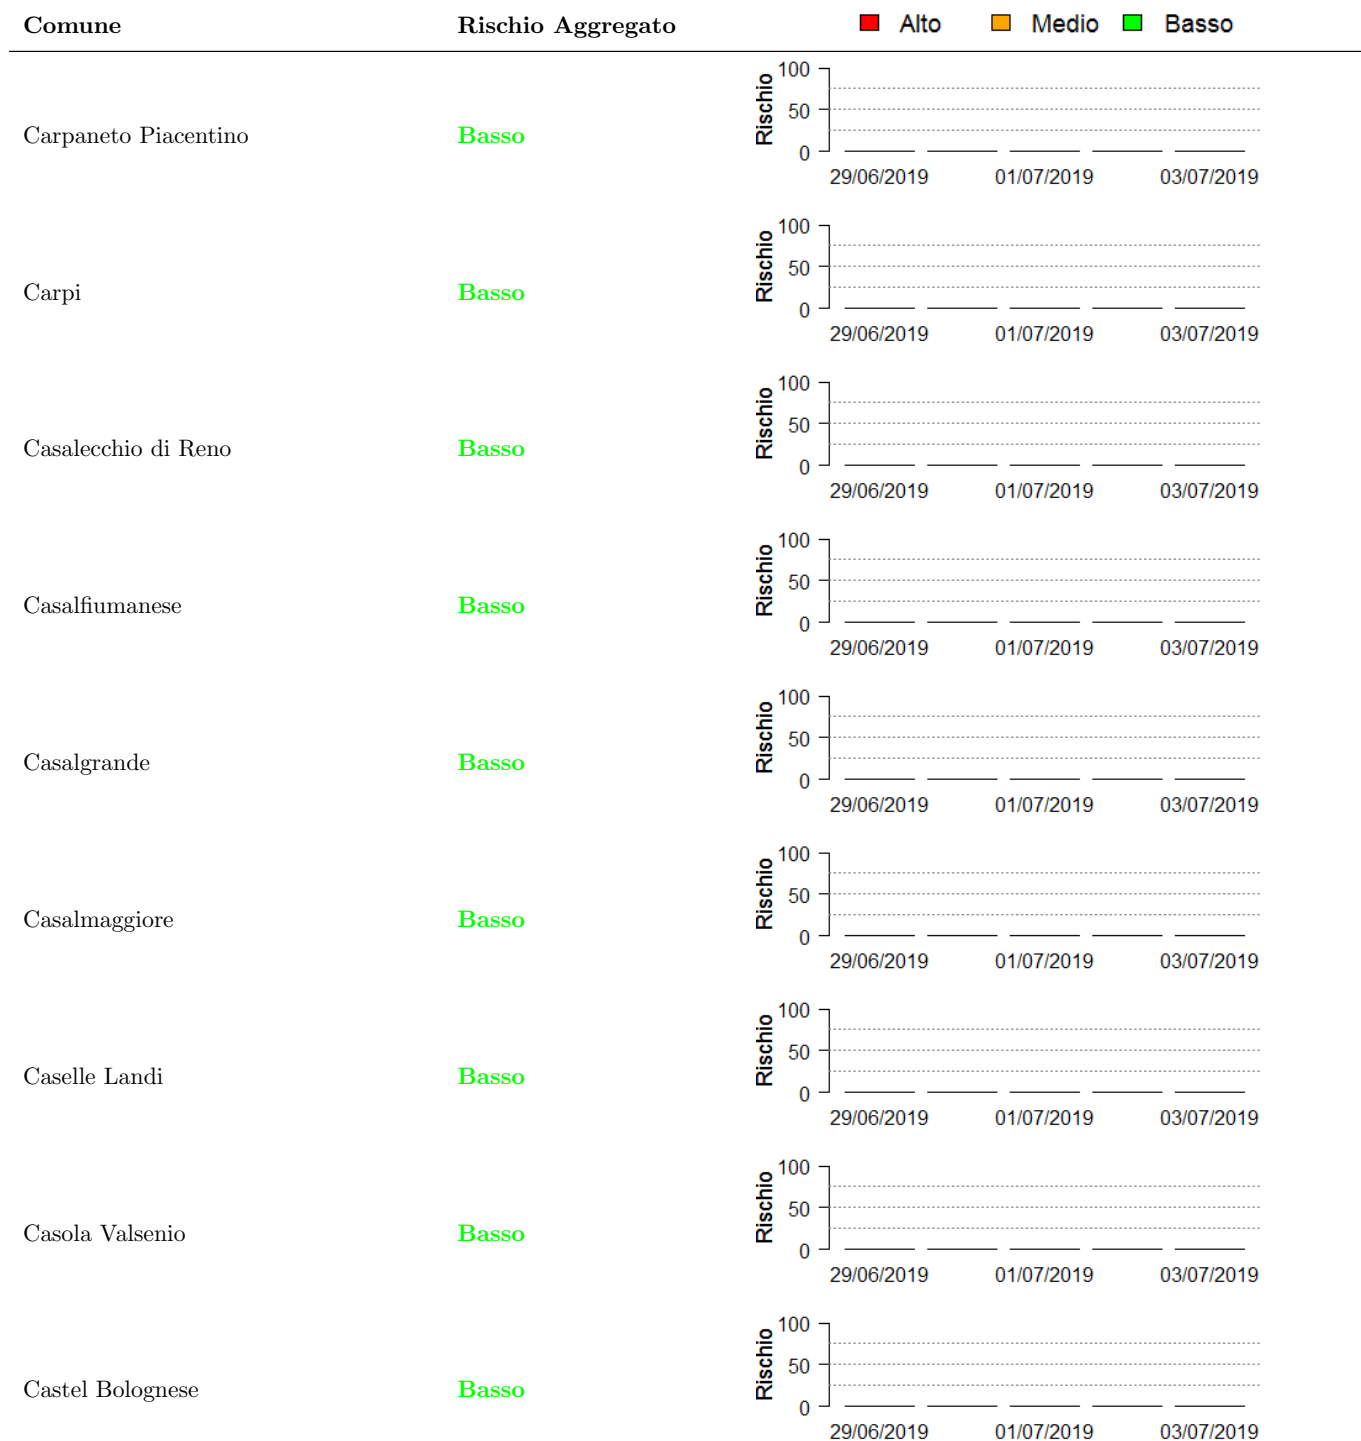 Comune Rischio Aggregato Alto Medio Basso
100
50
0
Rischio
Carpaneto Piacentino Basso
29/06/2019 01/07/2019 03/07/2019
100
50
0
Rischio
Carpi Basso
29/06/2019 01/07/2019 03/07/2019
100
50
0
Rischio
Casalecchio di Reno Basso
29/06/2019 01/07/2019 03/07/2019
100
50
0
Rischio
Casalfiumanese Basso
29/06/2019 01/07/2019 03/07/2019
100
50
0
Rischio
Casalgrande Basso
29/06/2019 01/07/2019 03/07/2019
100
50
0
Rischio
Casalmaggiore Basso
29/06/2019 01/07/2019 03/07/2019
100
50
0
Rischio
Caselle Landi Basso
29/06/2019 01/07/2019 03/07/2019
100
50
0
Rischio
Casola Valsenio Basso
29/06/2019 01/07/2019 03/07/2019
100
50
0
Rischio
Castel Bolognese Basso
29/06/2019 01/07/2019 03/07/2019